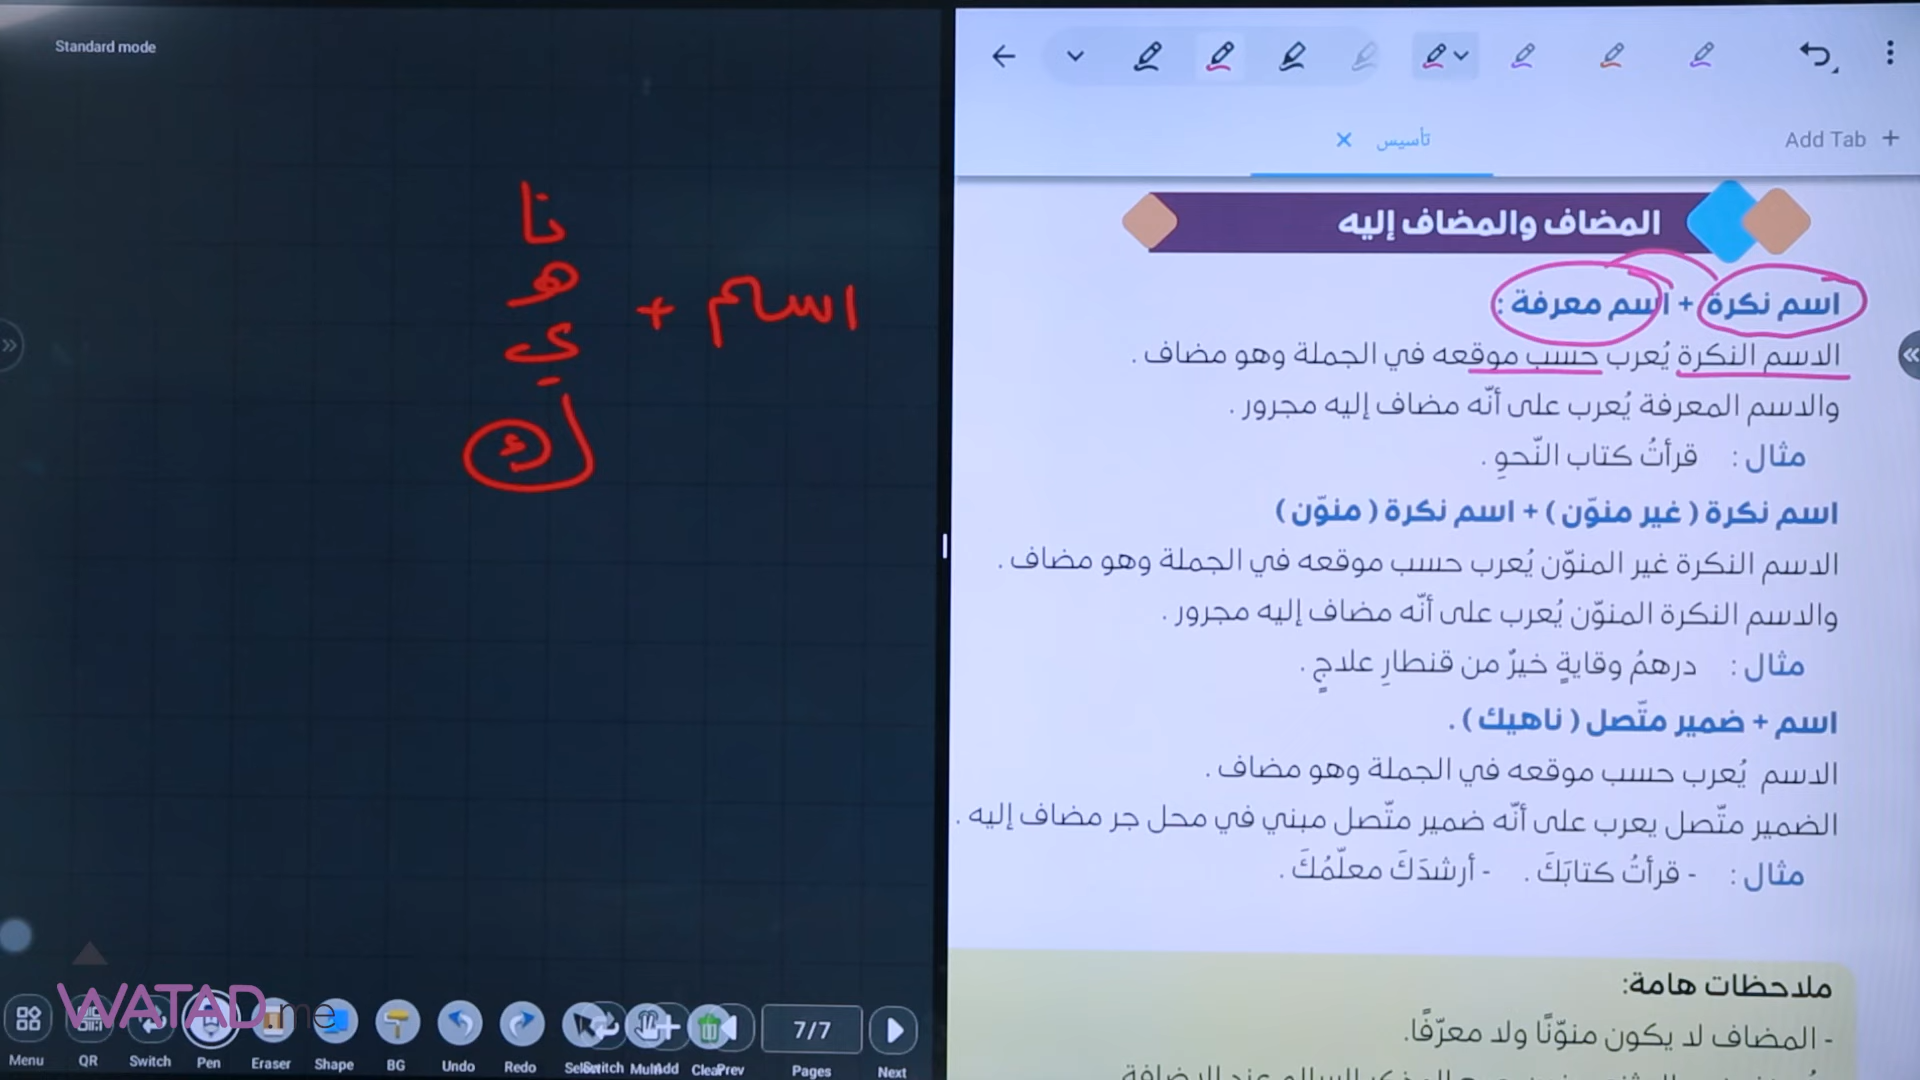 Standard mode
نا
هـ
ي
ك
اسم +
WATAD.me
Menu
QR
Switch
Pen
Eraser
Shape
BG
Undo
Redo
7/7
Pages
Next
تأسيس
Add Tab +
المضاف والمضاف إليه
اسم نكرة + اسم معرفة :
الاسم النكرة يُعرب حسب موقعه في الجملة وهو مضاف .
والاسم المعرفة يُعرب على أنّه مضاف إليه مجرور .
مثال : قرأتُ كتاب النّحوِ .
اسم نكرة ( غير منوّن ) + اسم نكرة ( منوّن )
الاسم النكرة غير المنوّن يُعرب حسب موقعه في الجملة وهو مضاف .
والاسم النكرة المنوّن يُعرب على أنّه مضاف إليه مجرور .
مثال : درهمُ وقايةٍ خيرٌ من قنطارِ علاجٍ .
اسم + ضمير متّصل ( ناهيك ) .
الاسم يُعرب حسب موقعه في الجملة وهو مضاف .
الضمير متّصل يعرب على أنّه ضمير متّصل مبني في محل جر مضاف إليه .
مثال : - قرأتُ كتابَكَ . - أرشدَكَ معلّمُكَ .
ملاحظات هامة:
- المضاف لا يكون منوّنًا ولا معرّفًا.